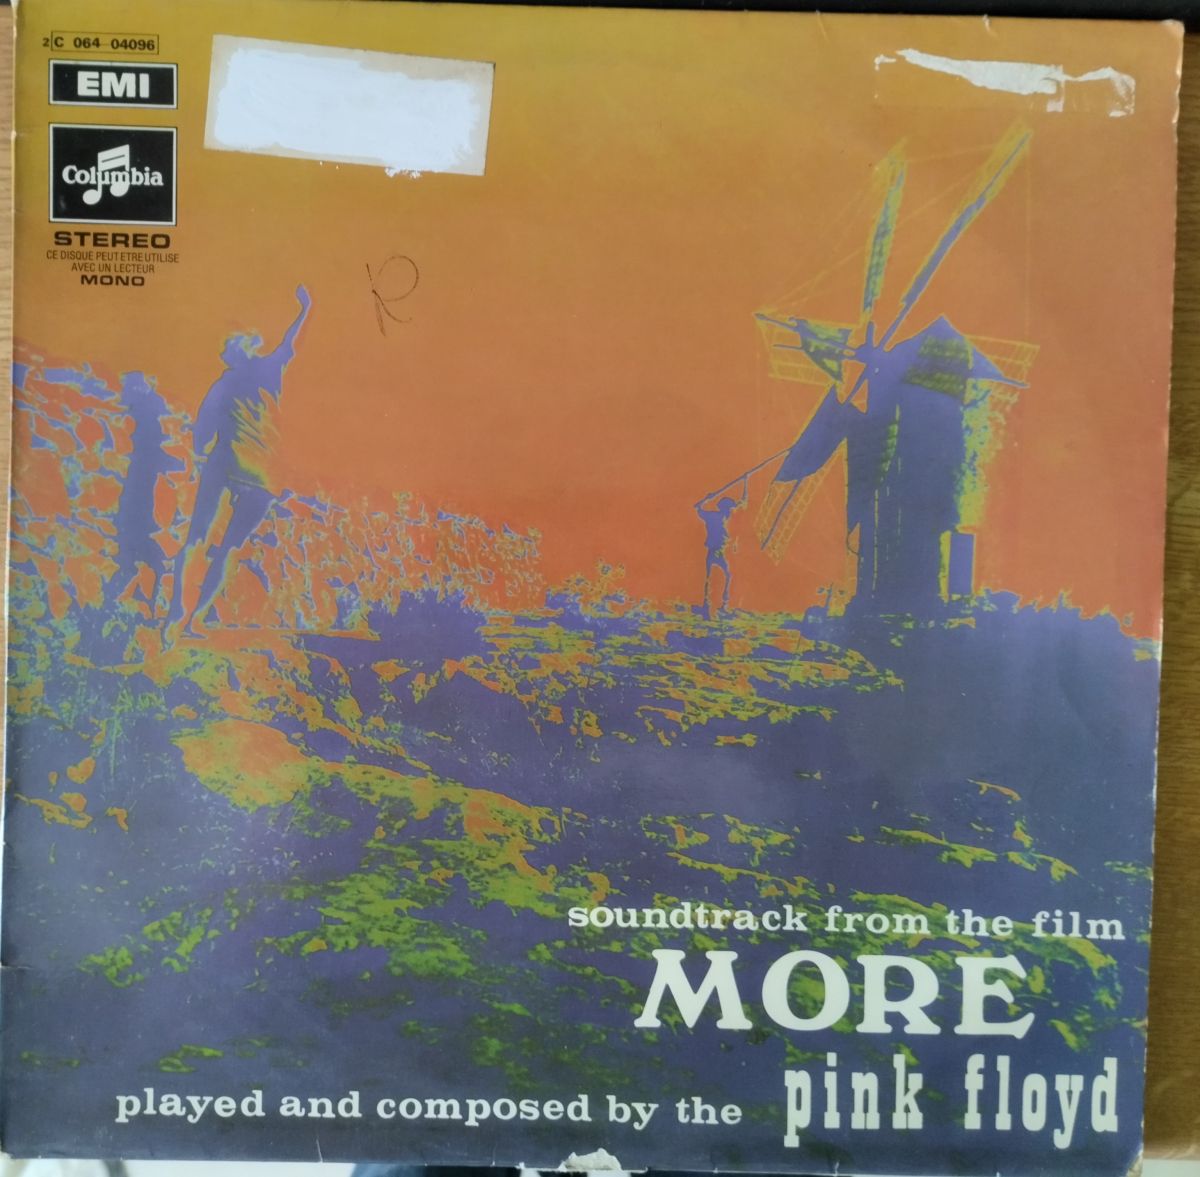 2 C 064 04096
EMI
Columbia
STEREO
CE DISQUE PEUT ETRE UTILISE
AVEC UN LECTEUR
MONO
R
soundtrack from the film
MORE
played and composed by the pink floyd